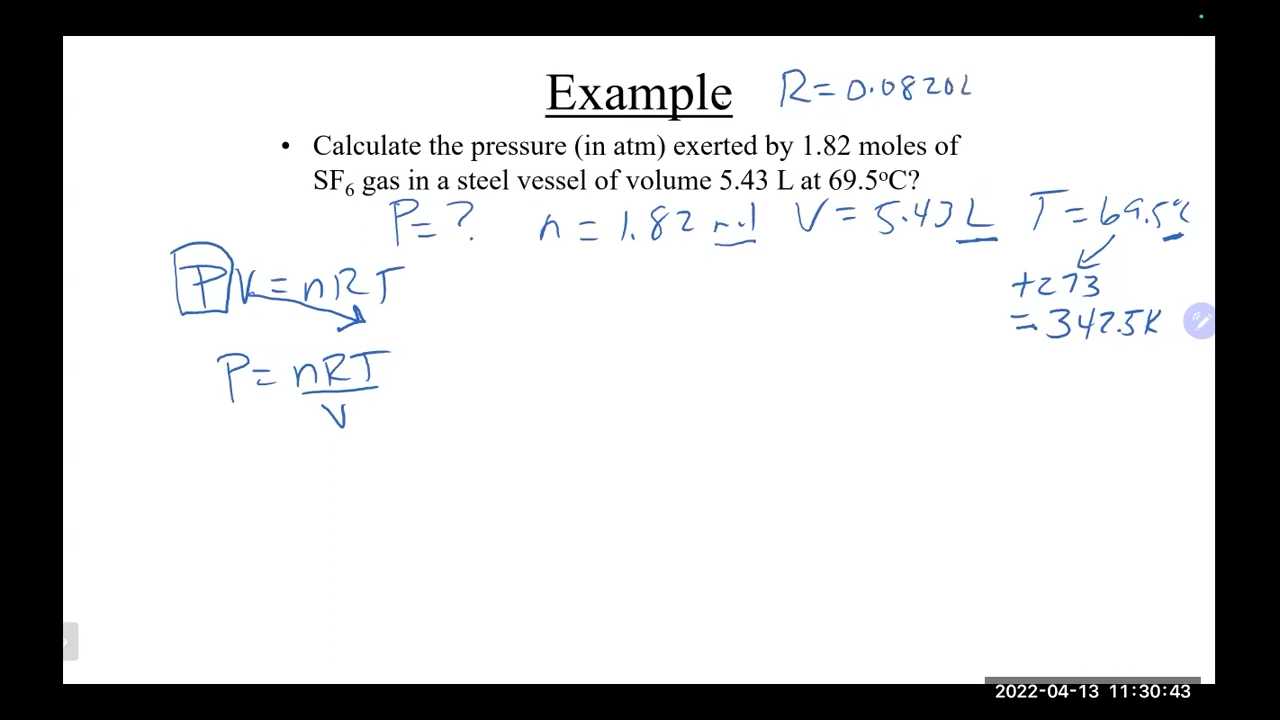 Example R= 0.0820L
• Calculate the pressure (in atm) exerted by 1.82 moles of
SF₆ gas in a steel vessel of volume 5.43 L at 69.5°C?
P= ? n = 1.82 mol V = 5.43 L T = 69.5°C
PV = nRT
+273
= 342.5K
P= nRT
V
2022-04-13 11:30:43